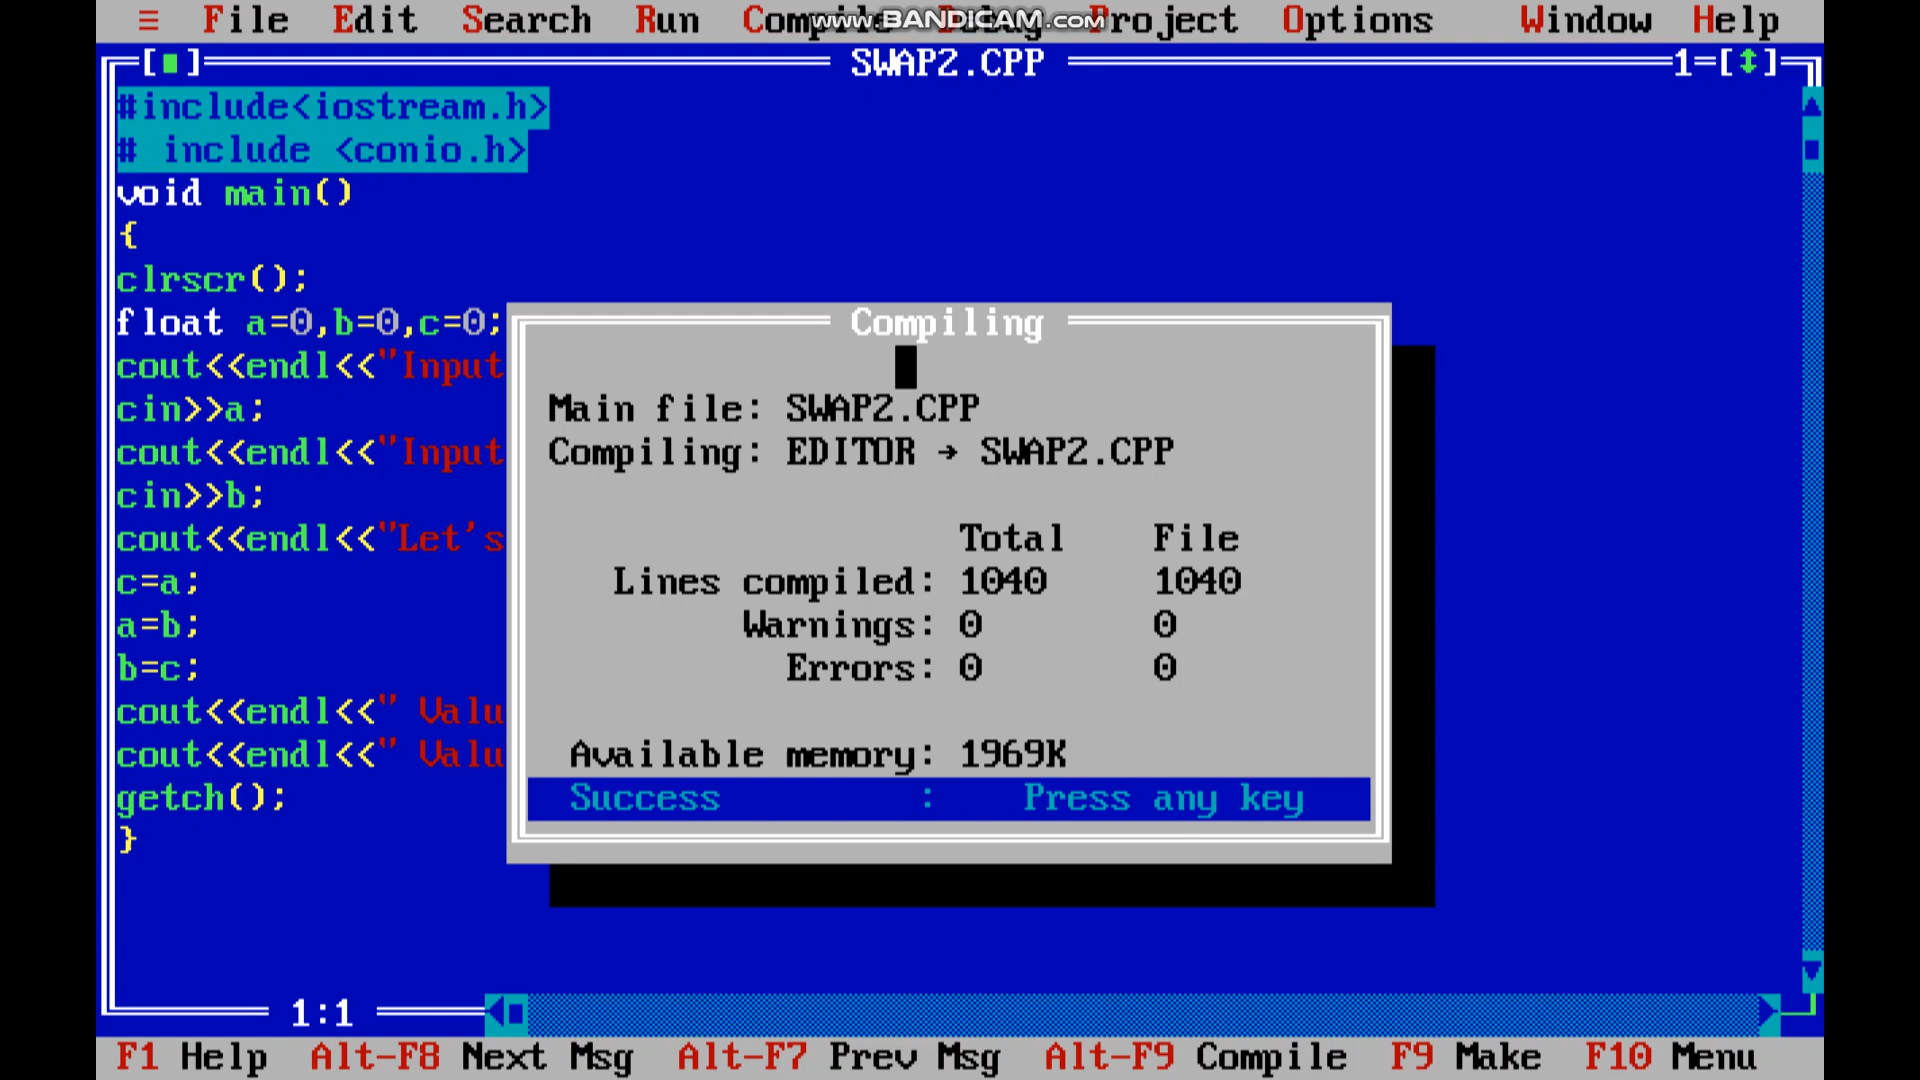 ≡ File Edit Search Run Compile Debug Project Options Window Help
www.BANDICAM.com
[■] SWAP2.CPP 1=[↕]
#include<iostream.h>
# include <conio.h>
void main()
{
clrscr();
float a=0,b=0,c=0;
cout<<endl<<"Input
cin>>a;
cout<<endl<<"Input
cin>>b;
cout<<endl<<"Let's
c=a;
a=b;
b=c;
cout<<endl<<" Valu
cout<<endl<<" Valu
getch();
}
Compiling
Main file: SWAP2.CPP
Compiling: EDITOR → SWAP2.CPP
Total File
Lines compiled: 1040 1040
Warnings: 0 0
Errors: 0 0
Available memory: 1969K
Success : Press any key
1:1
F1 Help Alt-F8 Next Msg Alt-F7 Prev Msg Alt-F9 Compile F9 Make F10 Menu